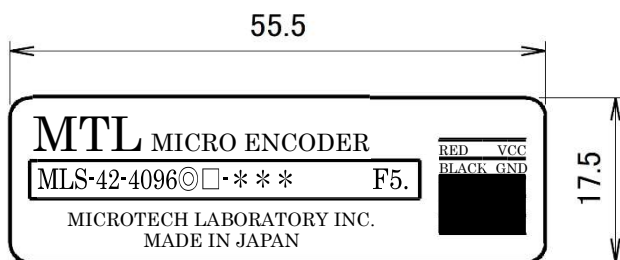 55.5
MTL MICRO ENCODER
RED VCC
BLACK GND
MLS-42-4096◎□-＊＊＊ F5.
MICROTECH LABORATORY INC.
MADE IN JAPAN
17.5